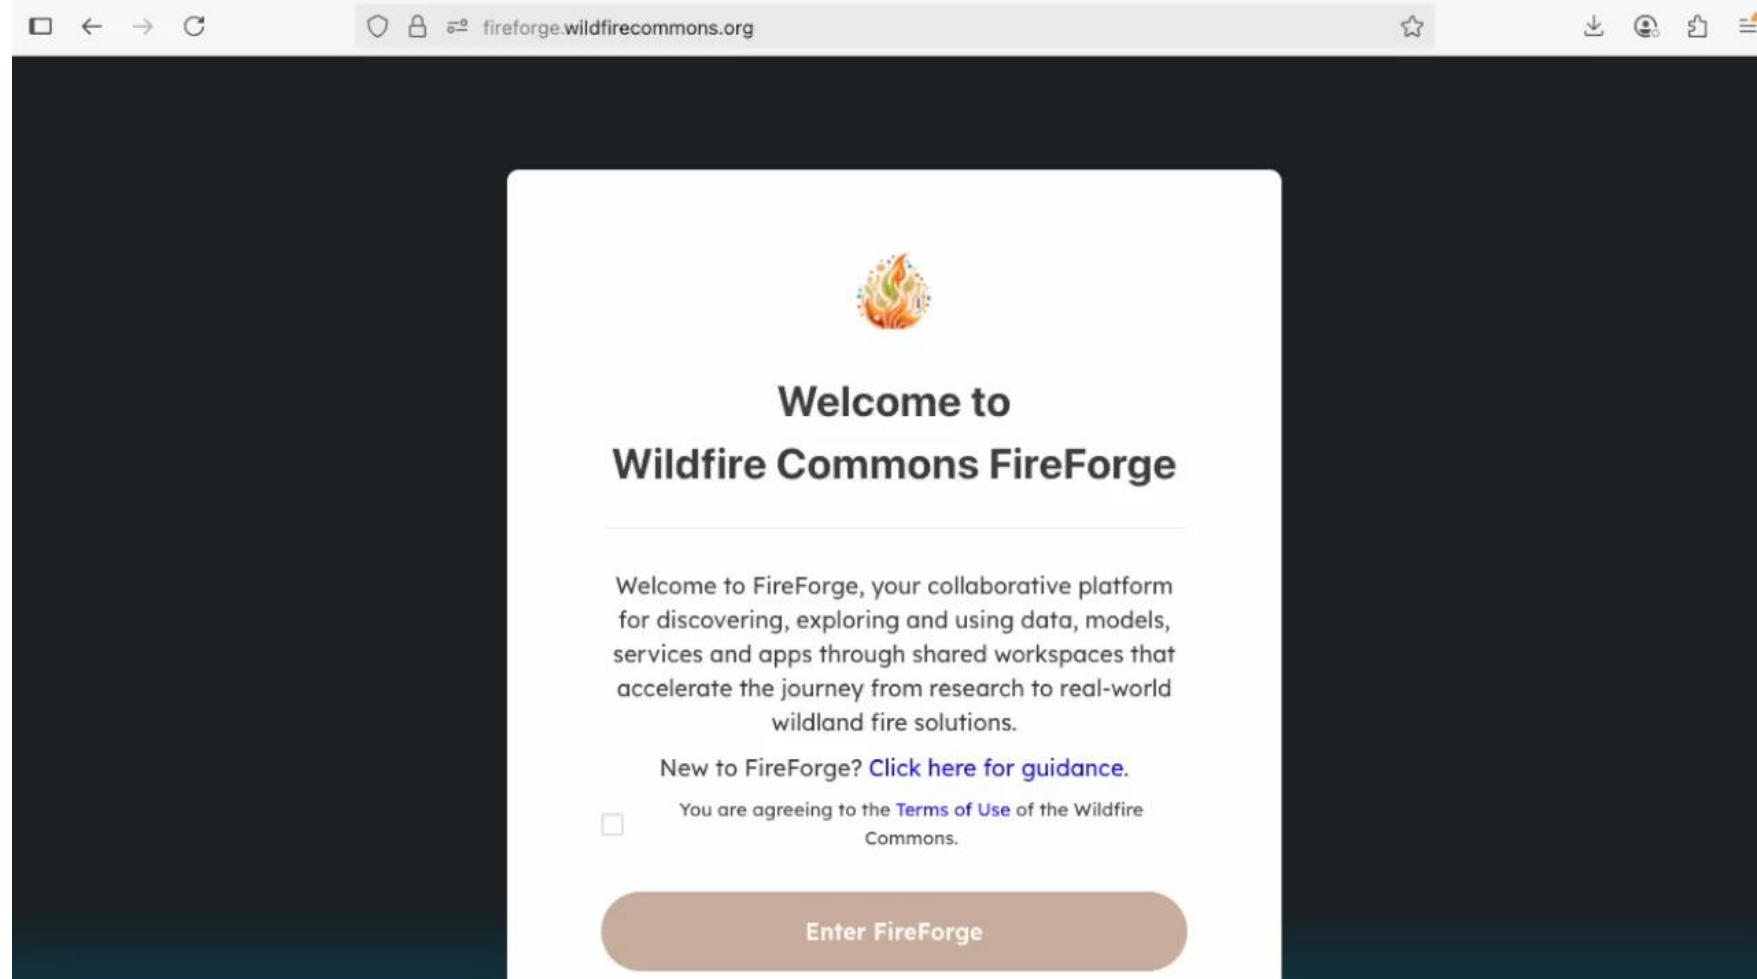 fireforge.wildfirecommons.org
Welcome to
Wildfire Commons FireForge
Welcome to FireForge, your collaborative platform
for discovering, exploring and using data, models,
services and apps through shared workspaces that
accelerate the journey from research to real-world
wildland fire solutions.
New to FireForge? Click here for guidance.
You are agreeing to the Terms of Use of the Wildfire
Commons.
Enter FireForge